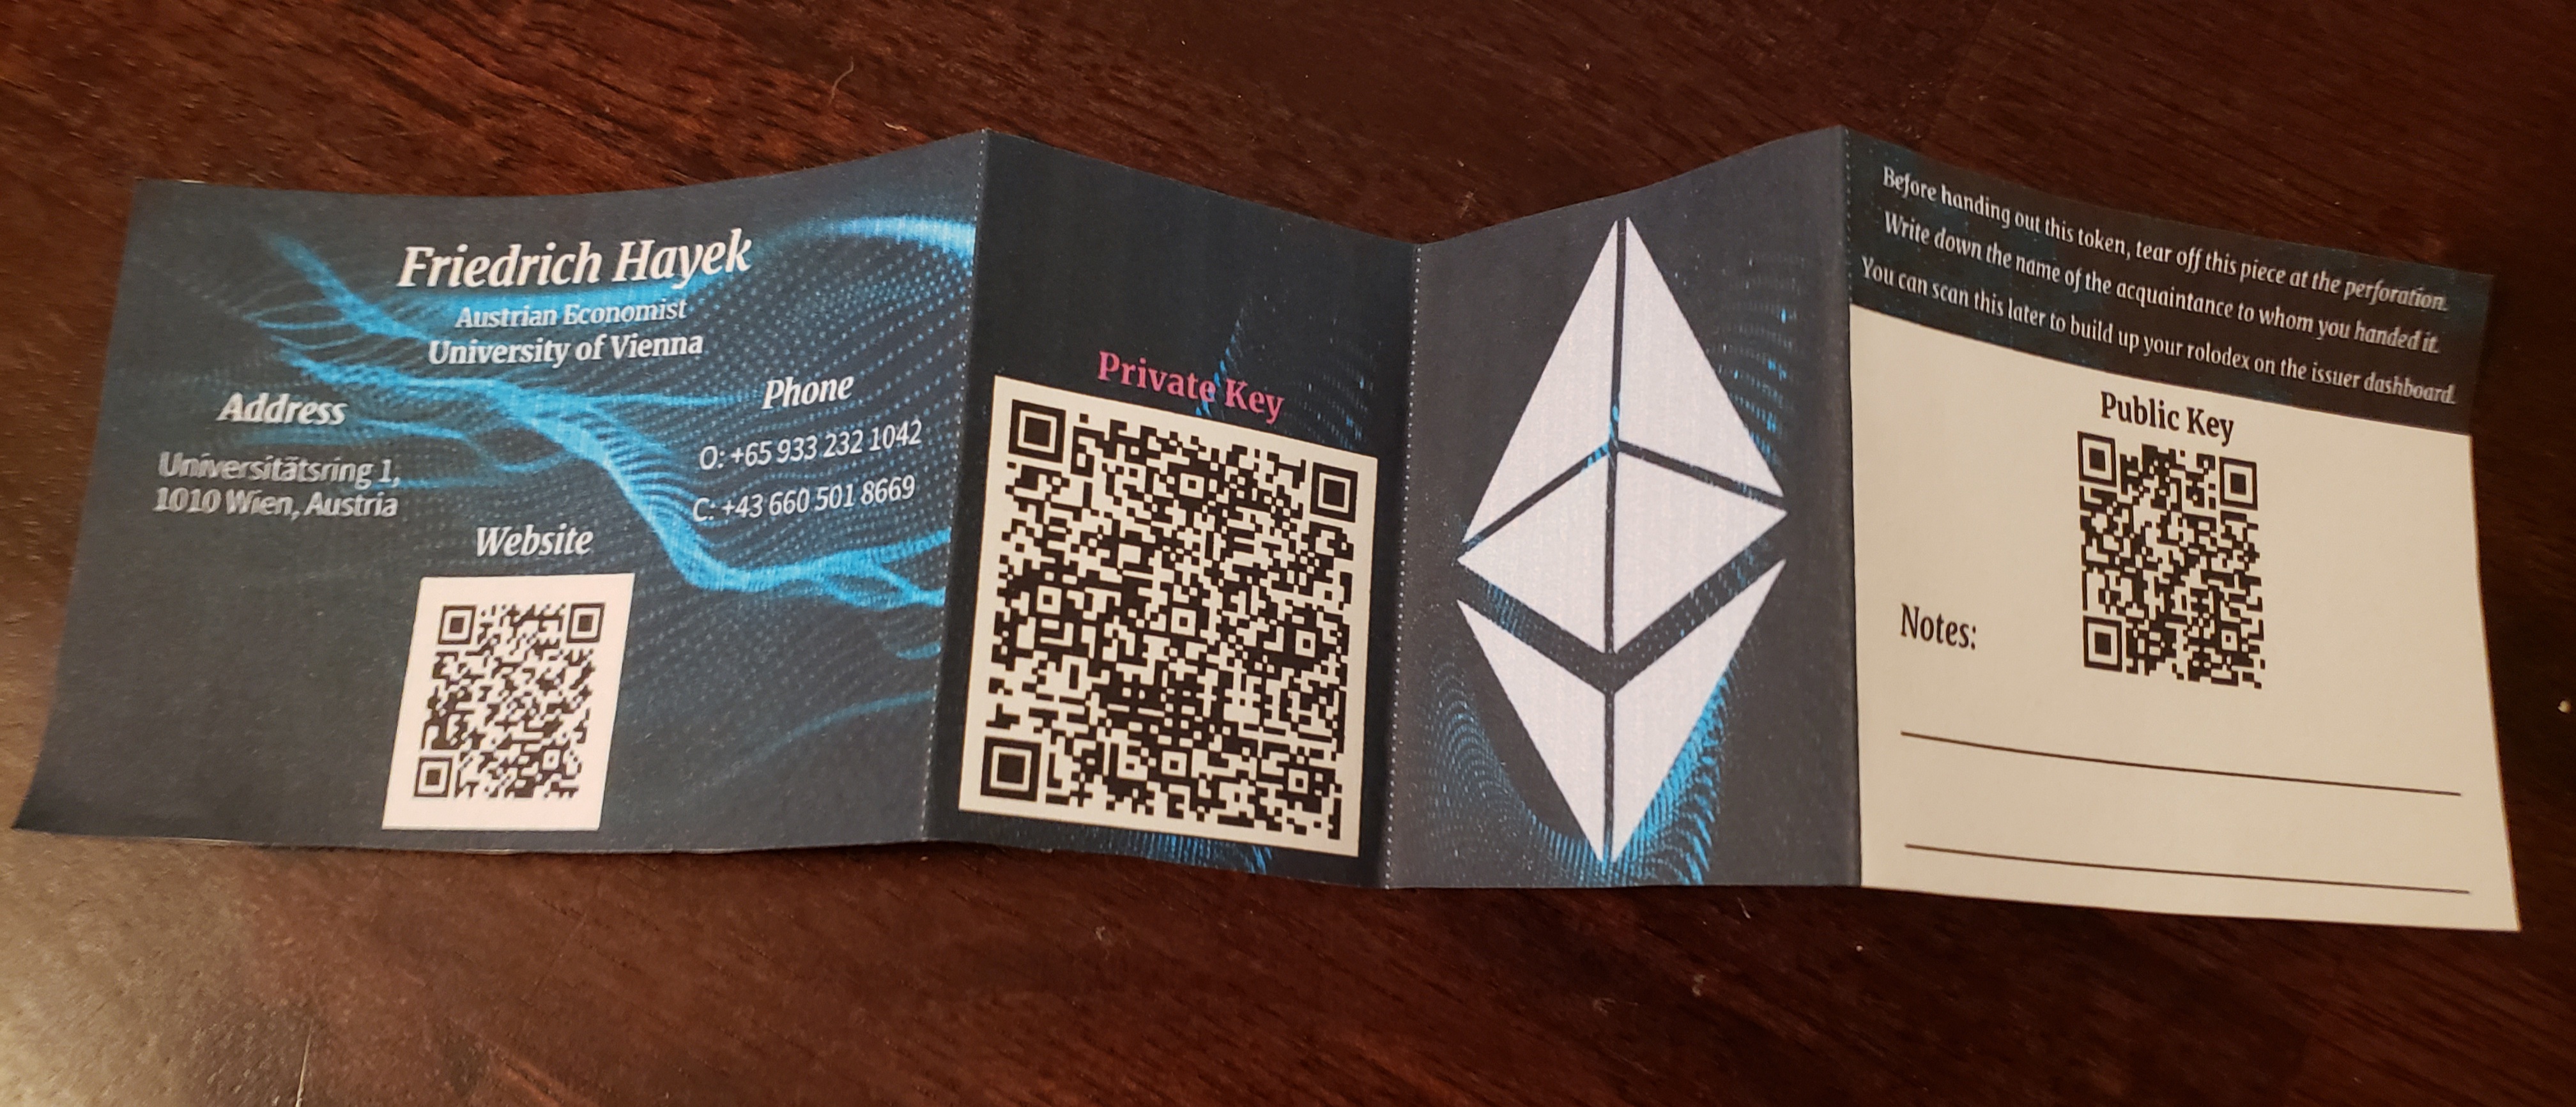 Friedrich Hayek
Austrian Economist
University of Vienna
Address
Universitätsring 1,
1010 Wien, Austria
Phone
O: +65 933 232 1042
C: +43 660 501 8669
Website
Private Key
Before handing out this token, tear off this piece at the perforation.
Write down the name of the acquaintance to whom you handed it.
You can scan this later to build up your rolodex on the issuer dashboard.
Public Key
Notes: